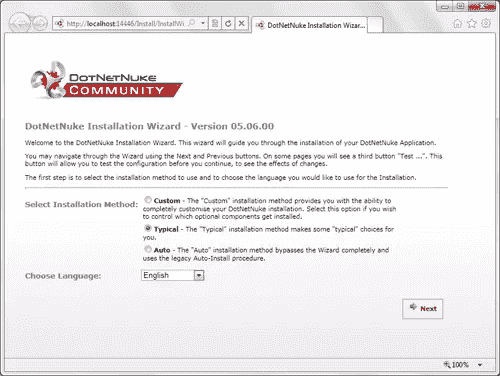 http://localhost:14446/Install/InstallWi
DotNetNuke Installation Wizar...
DOTNETNUKE
COMMUNITY
DotNetNuke Installation Wizard - Version 05.06.00
Welcome to the DotNetNuke Installation Wizard. This wizard will guide you through the installation of your DotNetNuke Application.
You may navigate through the Wizard using the Next and Previous buttons. On some pages you will see a third button "Test ...". This
button will allow you to test the configuration before you continue, to see the effects of changes.
The first step is to select the installation method to use and to choose the language you would like to use for the Installation.
Select Installation Method:
Custom - The "Custom" installation method provides you with the ability to
completely customise your DotNetNuke installation. Select this option if you wish
to control which optional components get installed.
Typical - The "Typical" installation method makes some "typical" choices for
you.
Auto - The "Auto" installation method bypasses the Wizard completely and
uses the legacy Auto-Install procedure.
Choose Language:
English
Next
100%